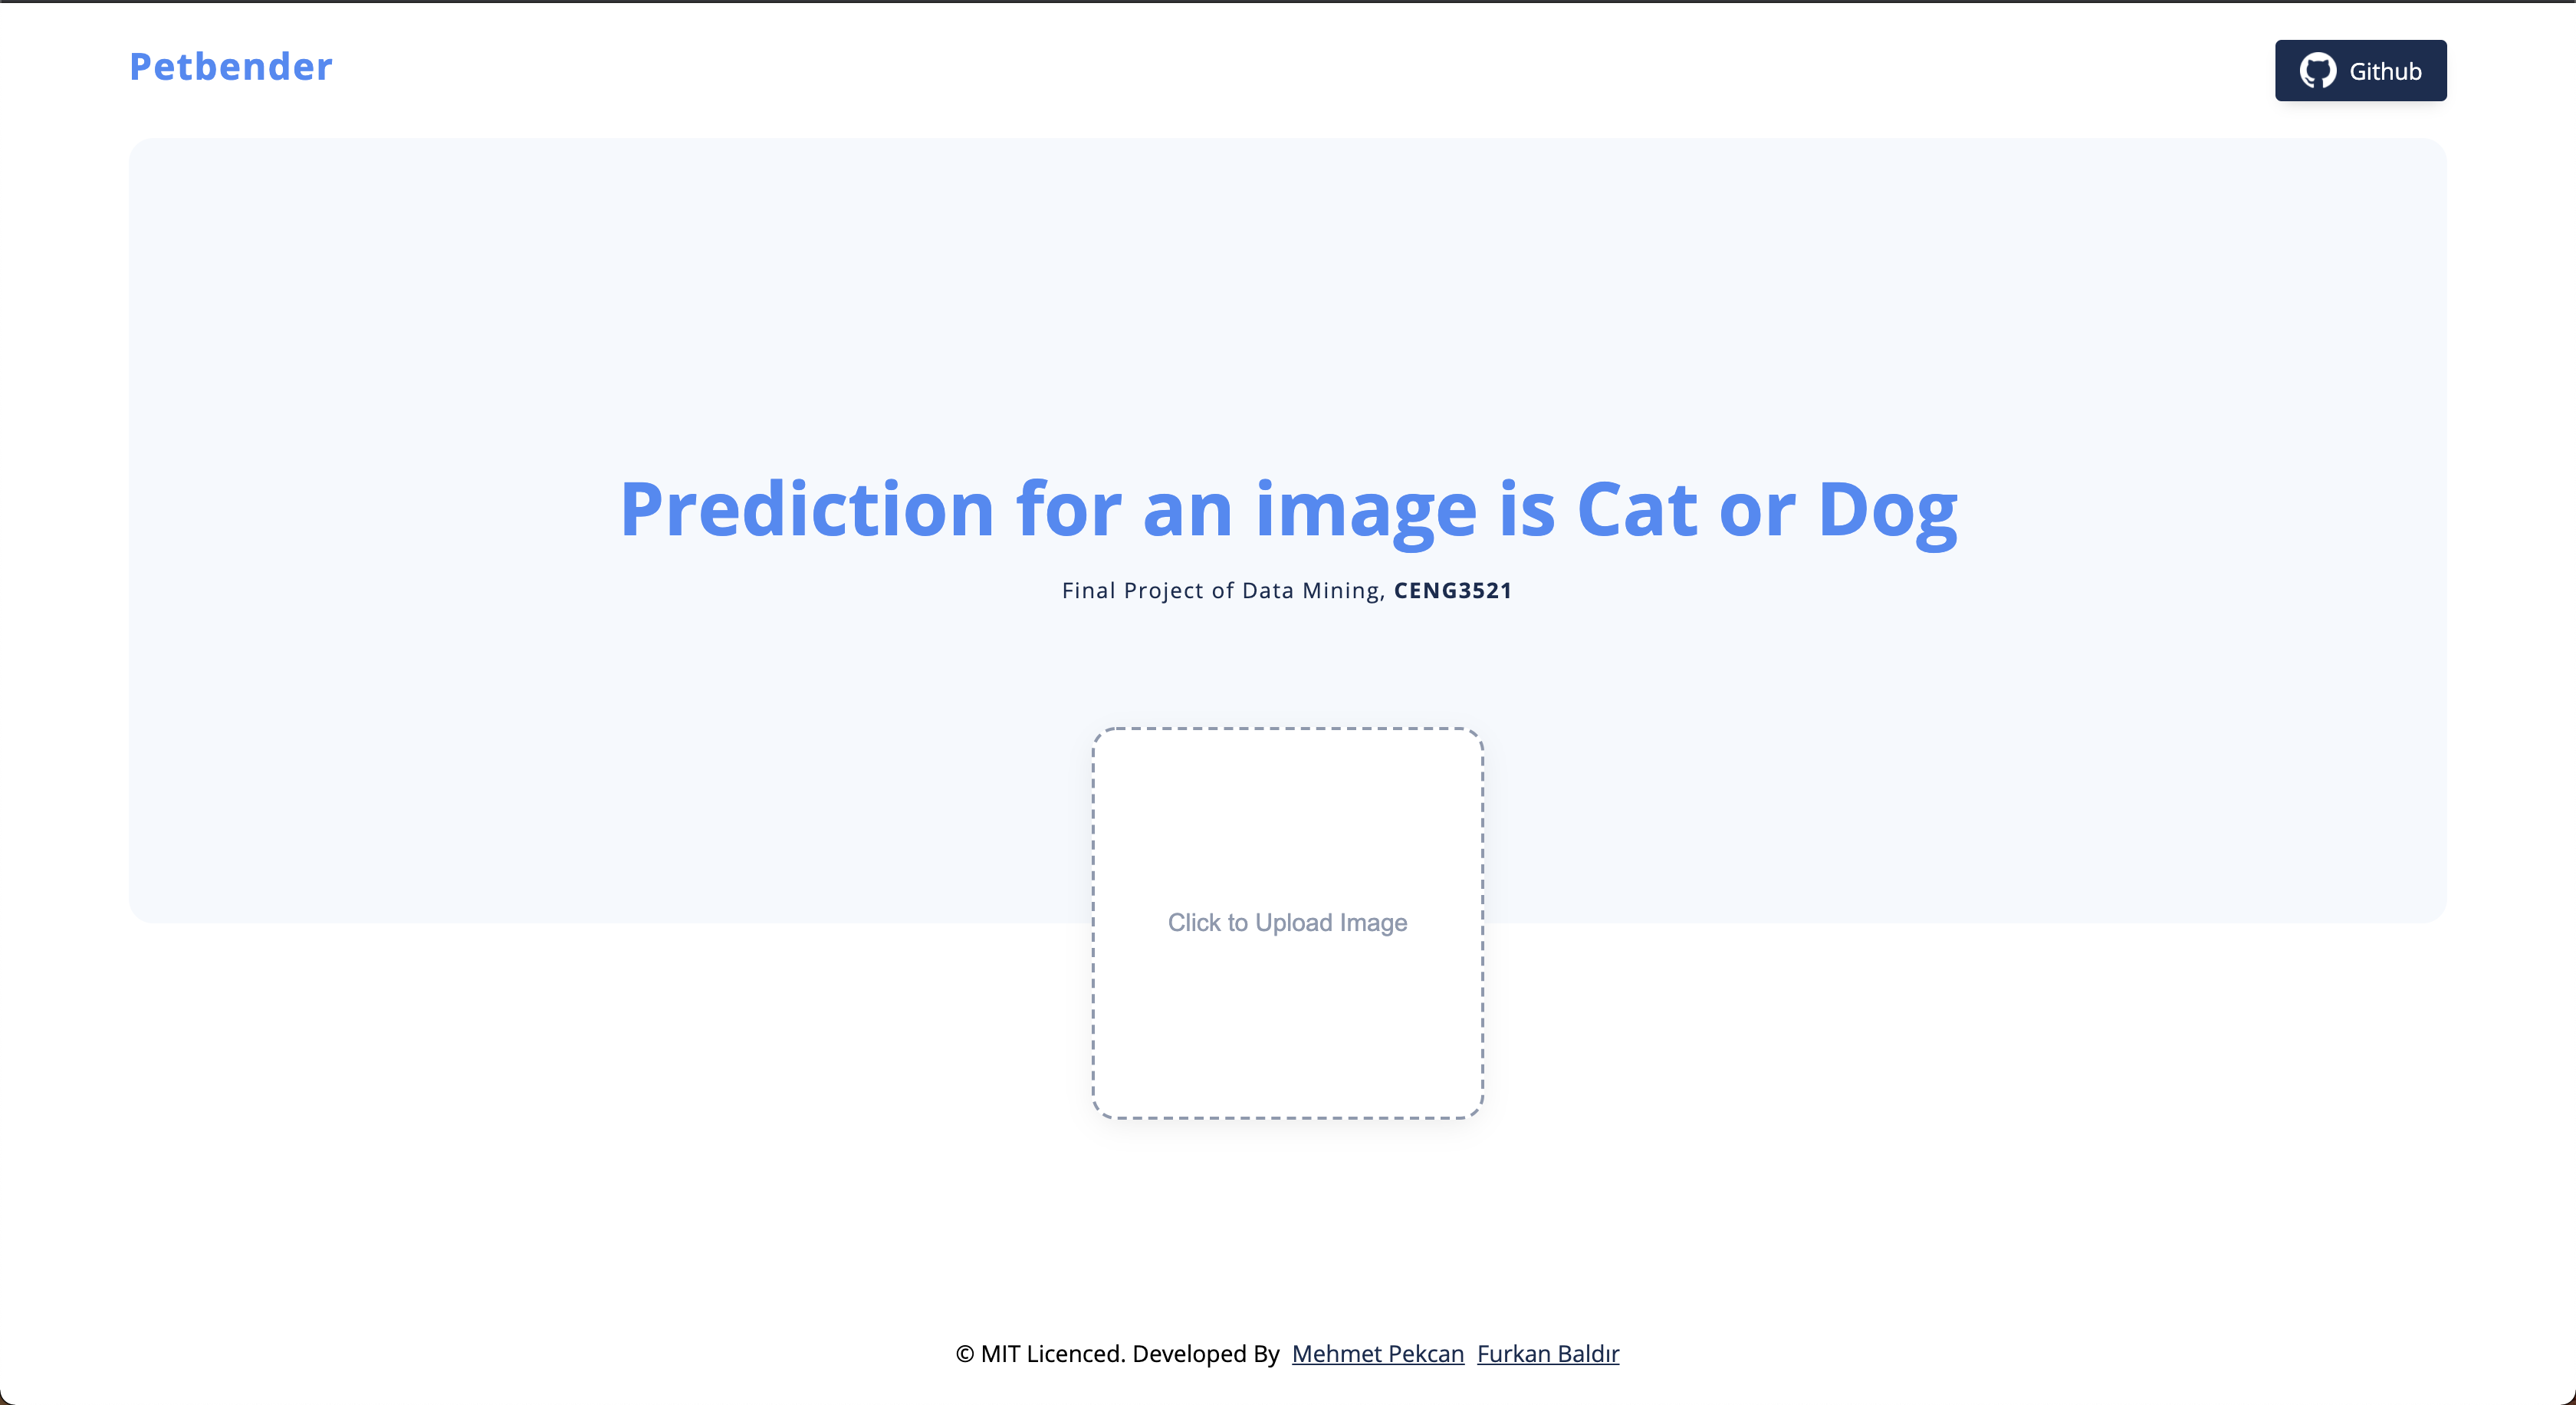 Petbender
Github
Prediction for an image is Cat or Dog
Final Project of Data Mining, CENG3521
Click to Upload Image
© MIT Licenced. Developed By Mehmet Pekcan Furkan Baldır